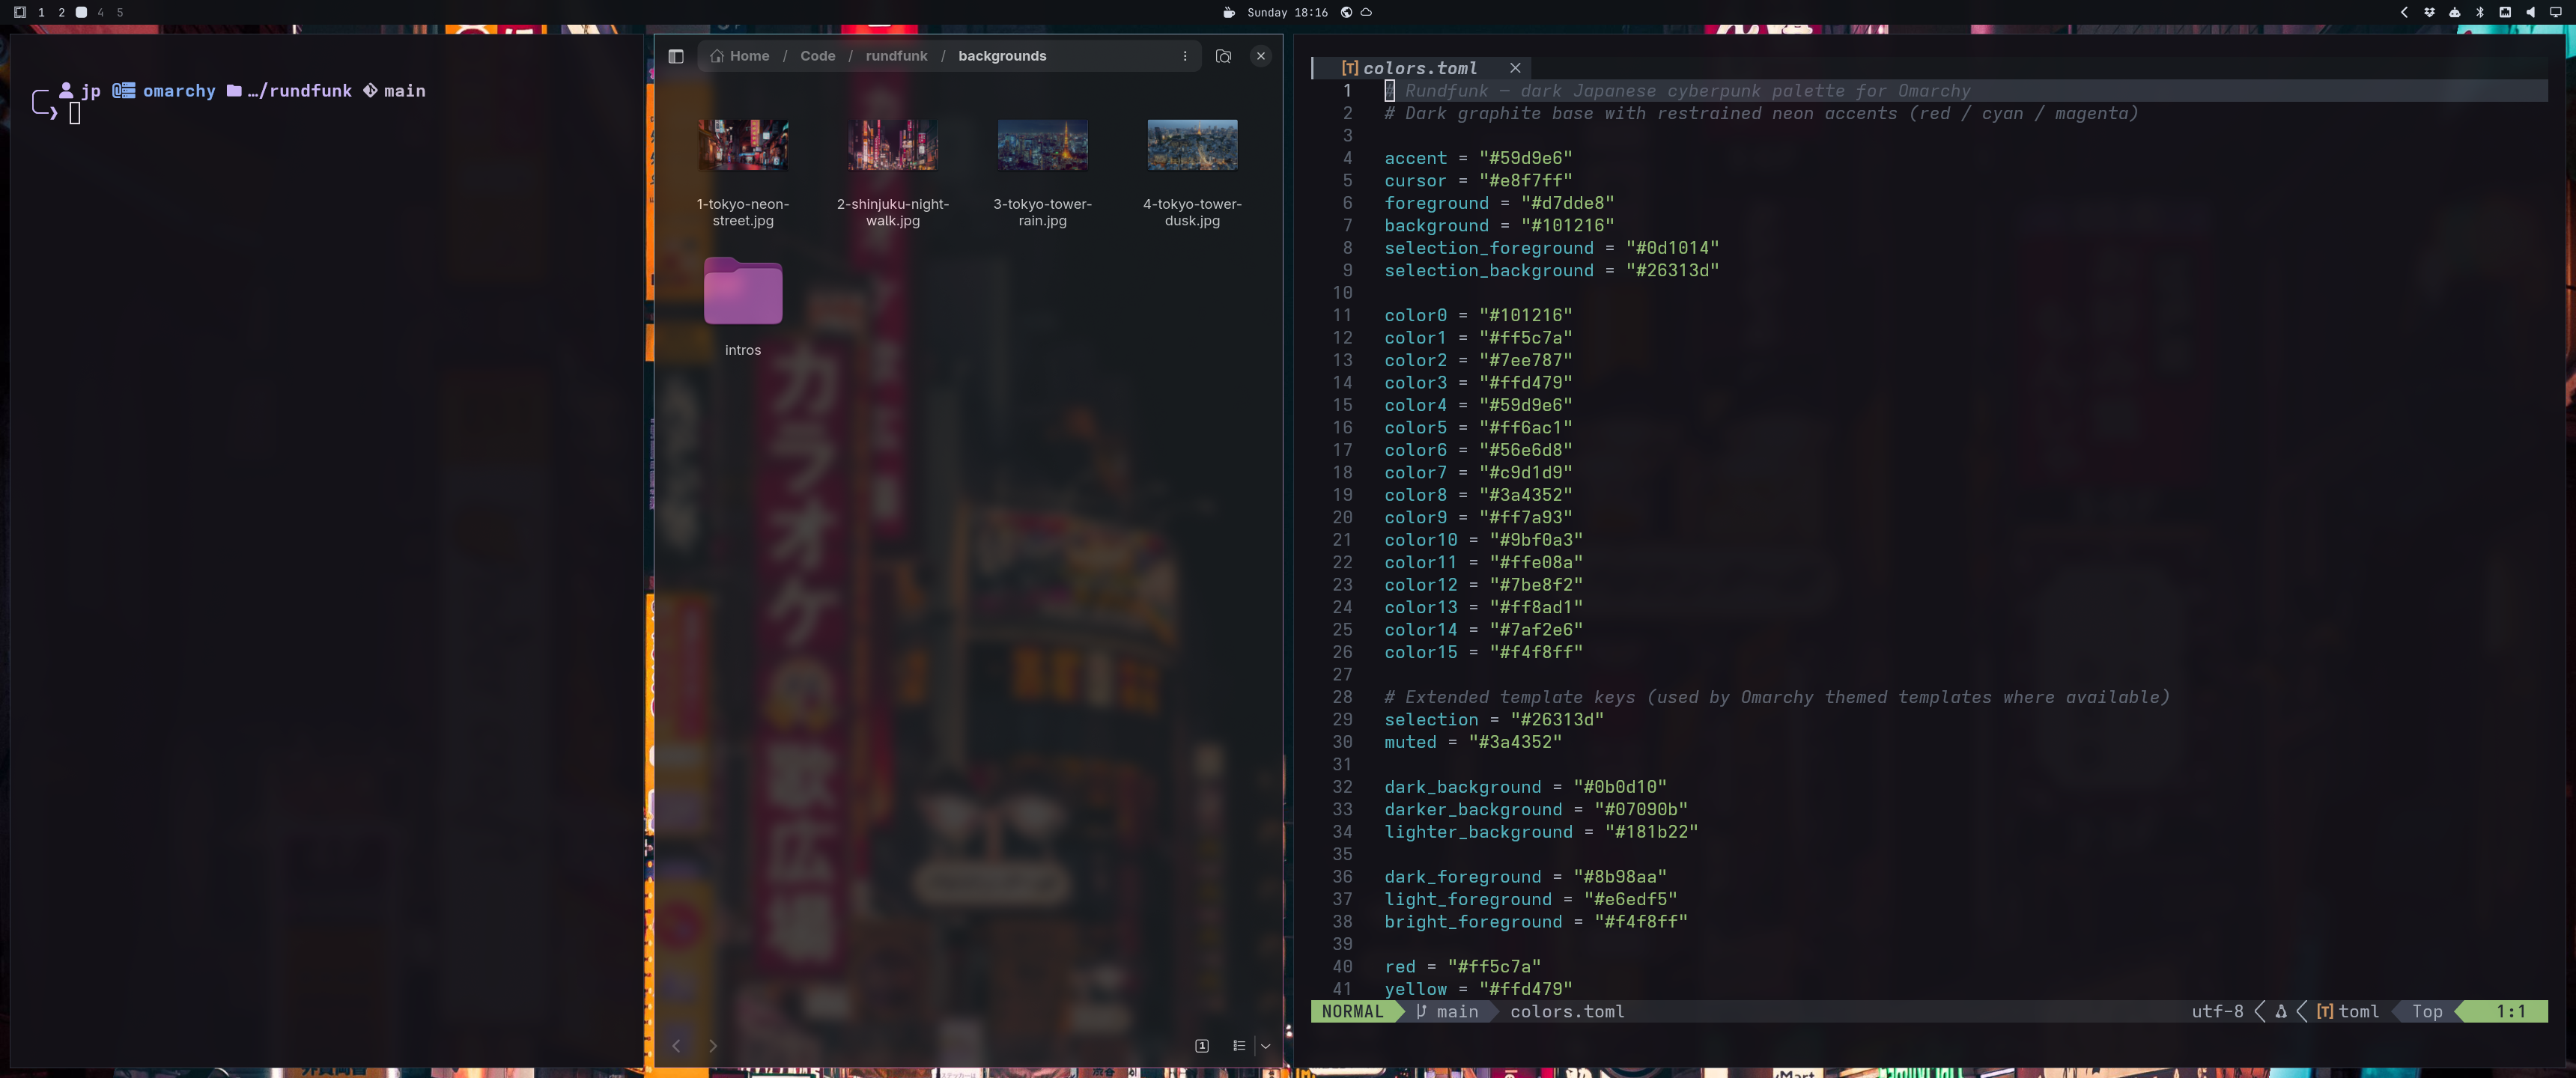 1 2 4 5
Sunday 18:16
jp omarchy …/rundfunk main
Home / Code / rundfunk / backgrounds
1-tokyo-neon-
street.jpg
2-shinjuku-night-
walk.jpg
3-tokyo-tower-
rain.jpg
4-tokyo-tower-
dusk.jpg
intros
カラオケの歌広場
1
[T] colors.toml
1 # Rundfunk — dark Japanese cyberpunk palette for Omarchy
2 # Dark graphite base with restrained neon accents (red / cyan / magenta)
3
4 accent = "#59d9e6"
5 cursor = "#e8f7ff"
6 foreground = "#d7dde8"
7 background = "#101216"
8 selection_foreground = "#0d1014"
9 selection_background = "#26313d"
10
11 color0 = "#101216"
12 color1 = "#ff5c7a"
13 color2 = "#7ee787"
14 color3 = "#ffd479"
15 color4 = "#59d9e6"
16 color5 = "#ff6ac1"
17 color6 = "#56e6d8"
18 color7 = "#c9d1d9"
19 color8 = "#3a4352"
20 color9 = "#ff7a93"
21 color10 = "#9bf0a3"
22 color11 = "#ffe08a"
23 color12 = "#7be8f2"
24 color13 = "#ff8ad1"
25 color14 = "#7af2e6"
26 color15 = "#f4f8ff"
27
28 # Extended template keys (used by Omarchy themed templates where available)
29 selection = "#26313d"
30 muted = "#3a4352"
31
32 dark_background = "#0b0d10"
33 darker_background = "#07090b"
34 lighter_background = "#181b22"
35
36 dark_foreground = "#8b98aa"
37 light_foreground = "#e6edf5"
38 bright_foreground = "#f4f8ff"
39
40 red = "#ff5c7a"
41 yellow = "#ffd479"
NORMAL main colors.toml utf-8 [T] toml Top 1:1